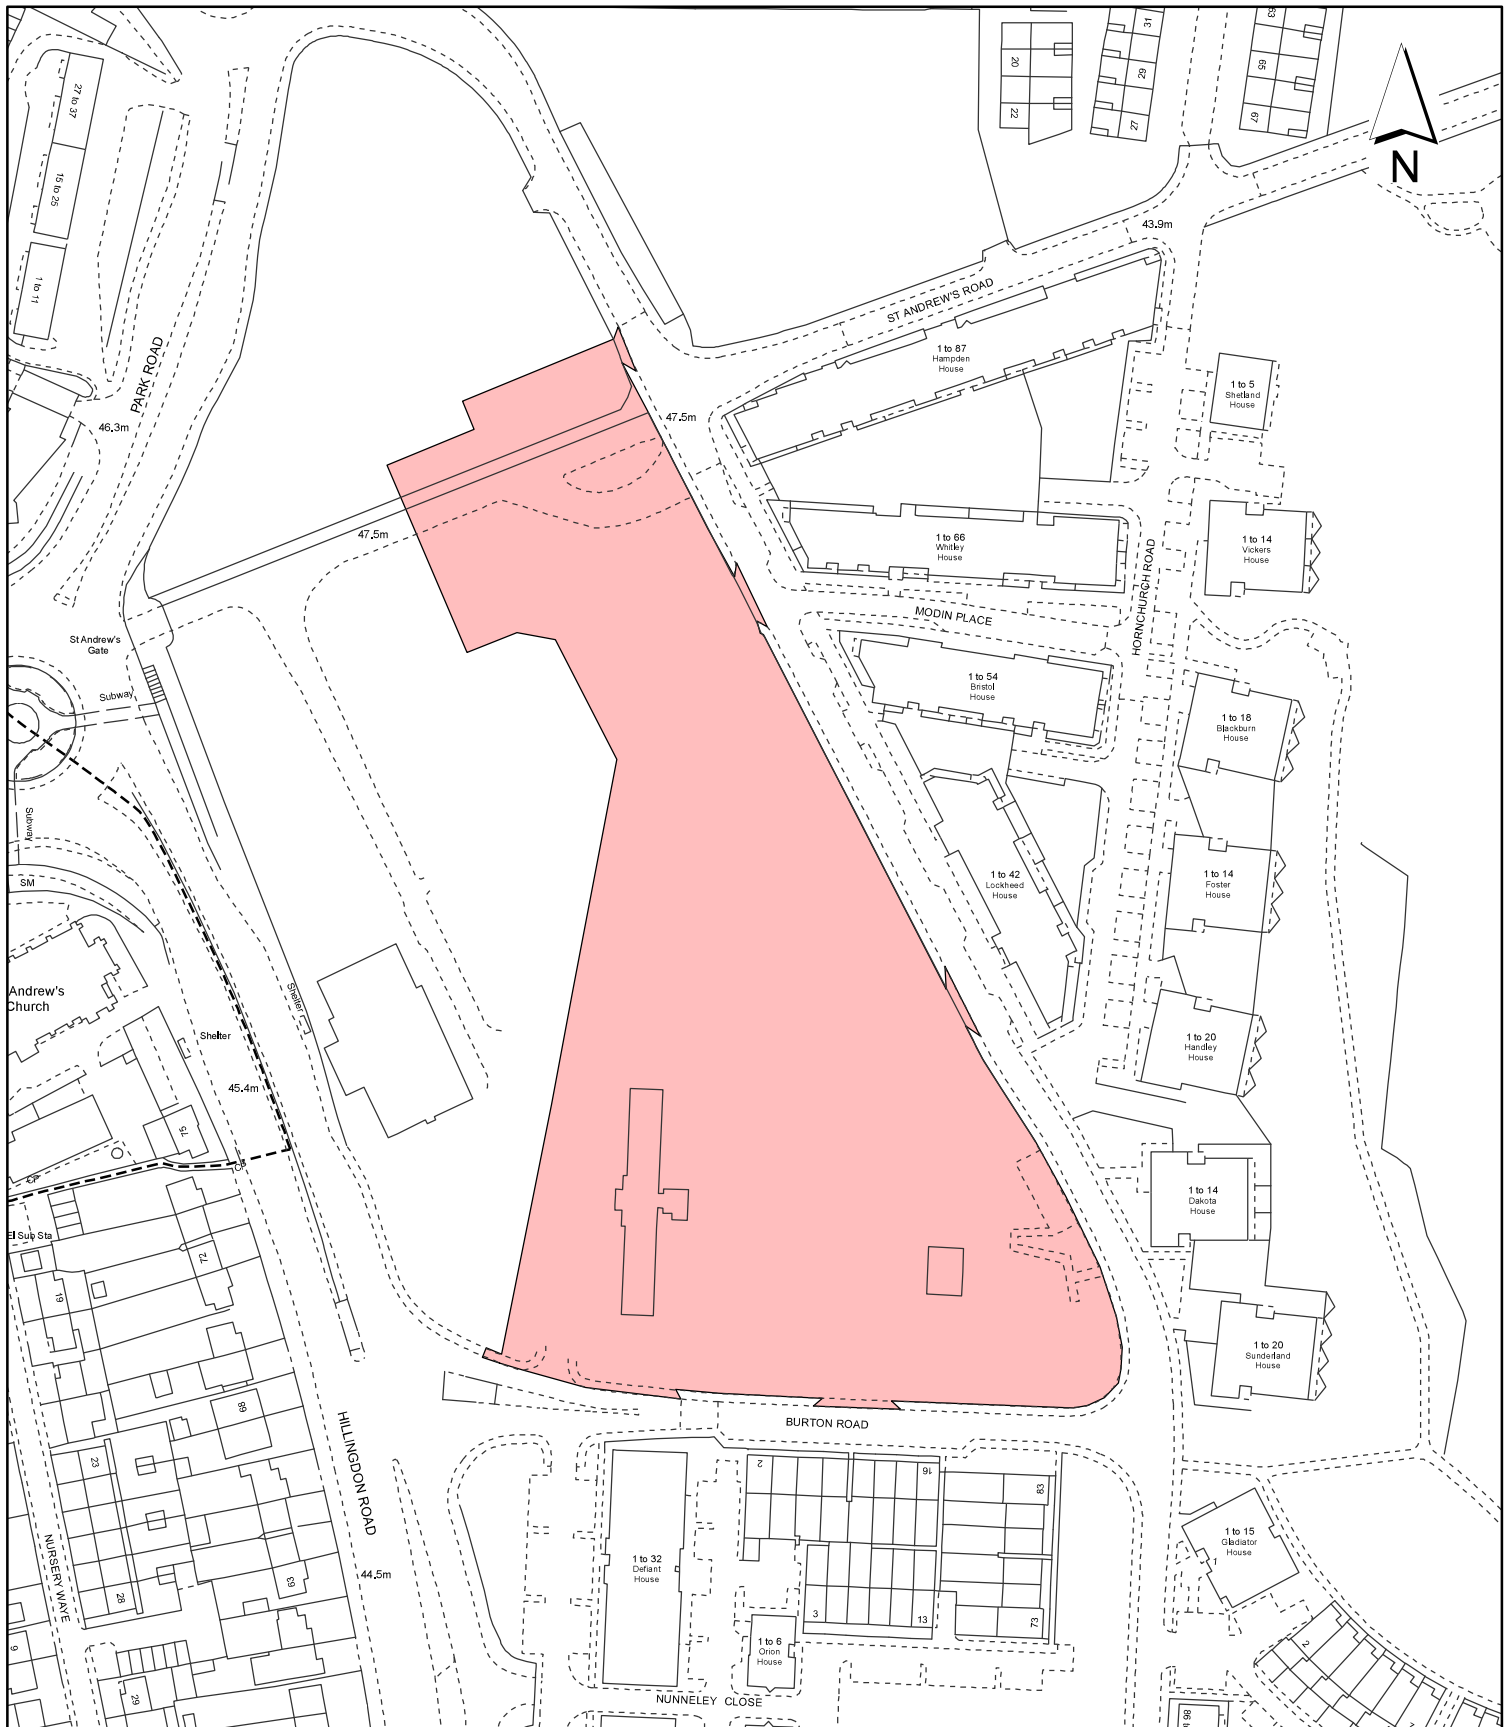 31
63
20
29
65
22
27
67
N
27 to 37
15 to 25
1 to 11
PARK ROAD
46.3m
43.9m
ST ANDREW'S ROAD
1 to 87
Hampden
House
1 to 5
Shetland
House
47.5m
47.5m
1 to 66
Whitley
House
1 to 14
Vickers
House
HORNCHURCH ROAD
MODIN PLACE
St Andrew's
Gate
Subway
Subway
1 to 54
Bristol
House
1 to 18
Blackburn
House
SM
1 to 42
Lockheed
House
1 to 14
Foster
House
Andrew's
Church
Shelter
Shelter
45.4m
1 to 20
Handley
House
75
CP
1 to 14
Dakota
House
El Sub Sta
72
19
1 to 20
Sunderland
House
68
BURTON ROAD
HILLINGDON ROAD
23
2
16
83
NURSERY WAYE
44.5m
63
28
1 to 32
Defiant
House
1 to 15
Gladiator
House
3
13
73
9
1 to 6
Orion
House
2
29
NUNNELEY CLOSE